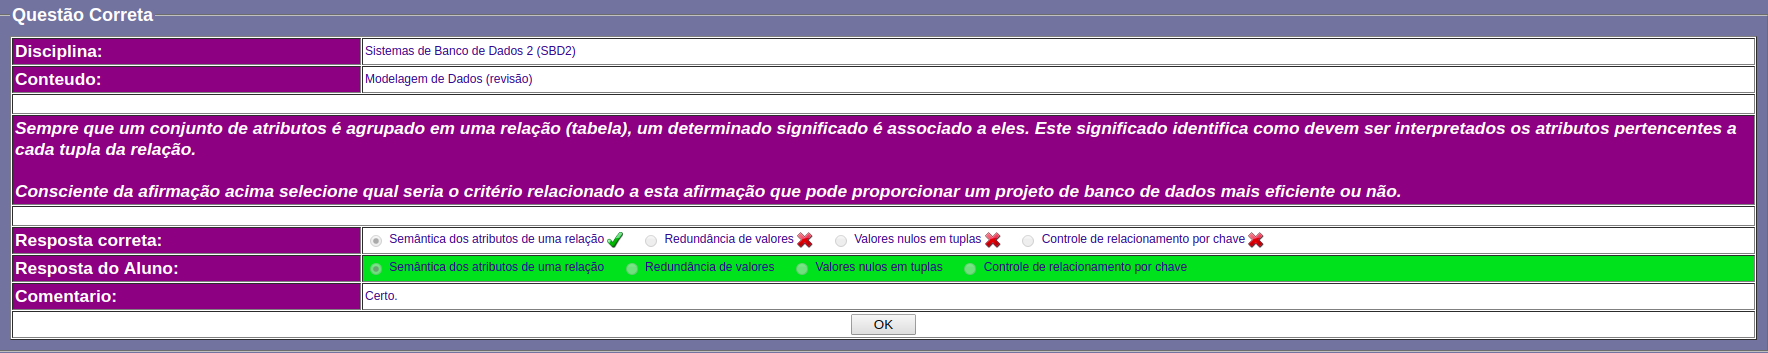 Questão Correta
Disciplina: Sistemas de Banco de Dados 2 (SBD2)
Conteudo: Modelagem de Dados (revisão)
Sempre que um conjunto de atributos é agrupado em uma relação (tabela), um determinado significado é associado a eles. Este significado identifica como devem ser interpretados os atributos pertencentes a
cada tupla da relação.
Consciente da afirmação acima selecione qual seria o critério relacionado a esta afirmação que pode proporcionar um projeto de banco de dados mais eficiente ou não.
Resposta correta: Semântica dos atributos de uma relação Redundância de valores Valores nulos em tuplas Controle de relacionamento por chave
Resposta do Aluno: Semântica dos atributos de uma relação Redundância de valores Valores nulos em tuplas Controle de relacionamento por chave
Comentario: Certo.
OK